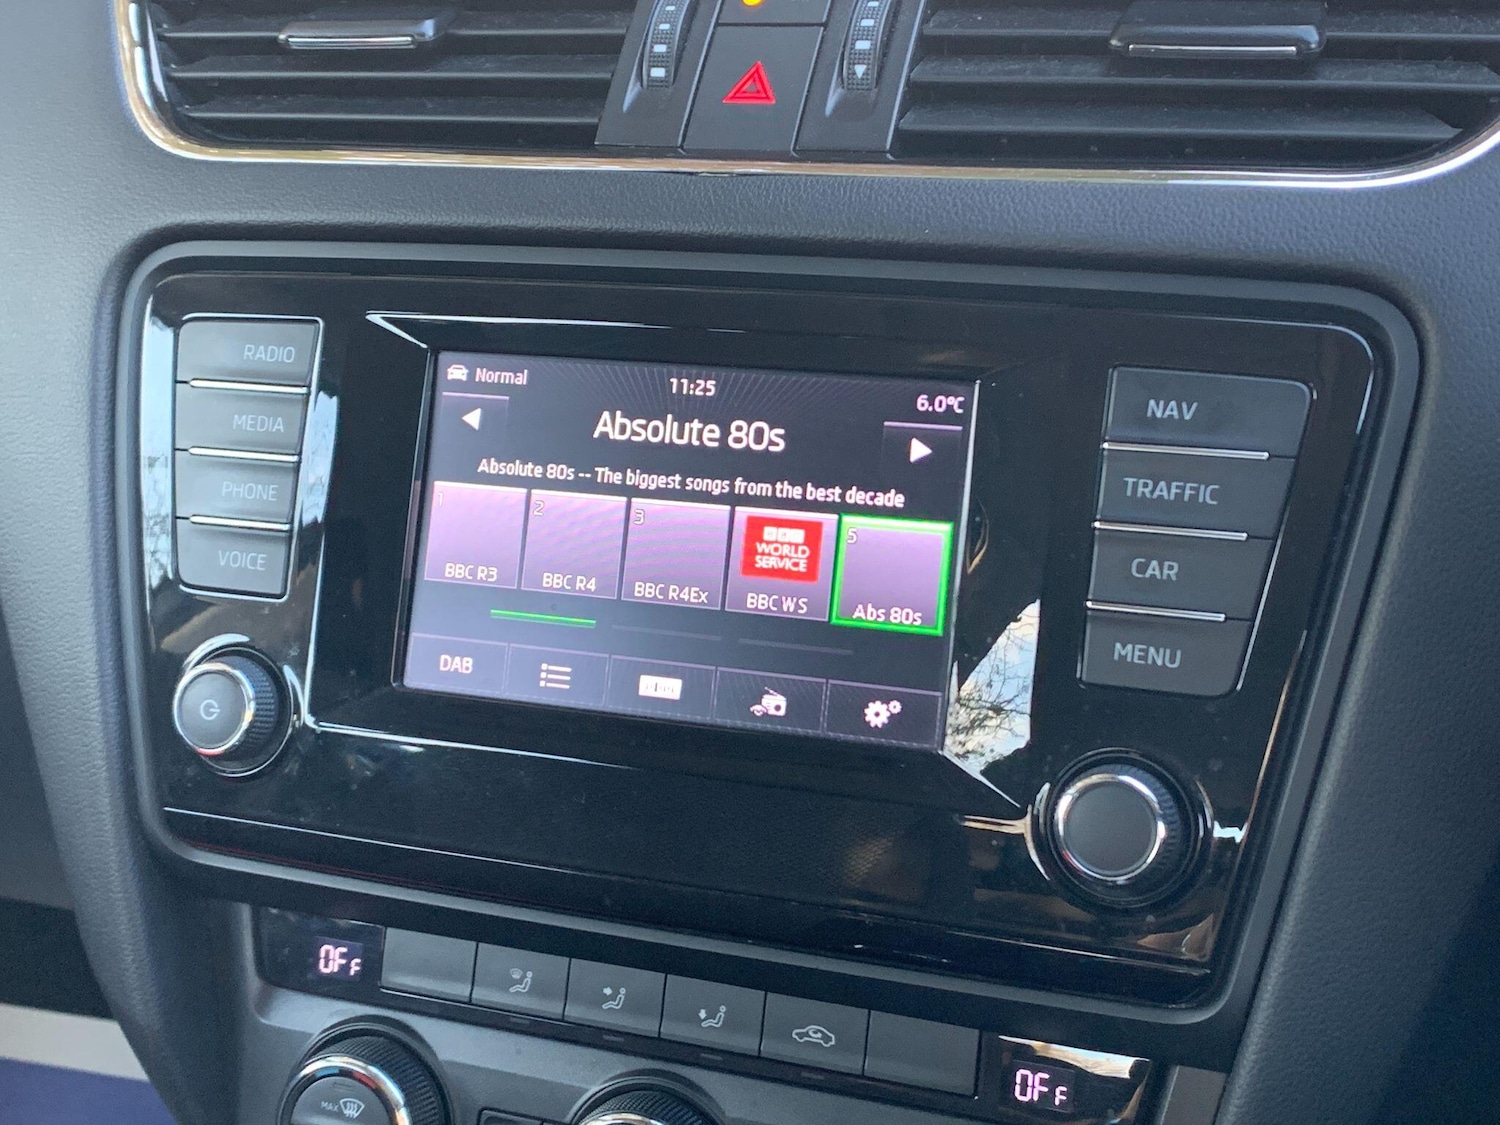 RADIO
MEDIA
PHONE
VOICE
Normal
11:25
6.0°C
Absolute 80s
Absolute 80s -- The biggest songs from the best decade
1
BBC R3
2
BBC R4
3
BBC R4Ex
BBC
WORLD
SERVICE
BBC WS
5
Abs 80s
DAB
NAV
TRAFFIC
CAR
MENU
OFF
OFF
MAX